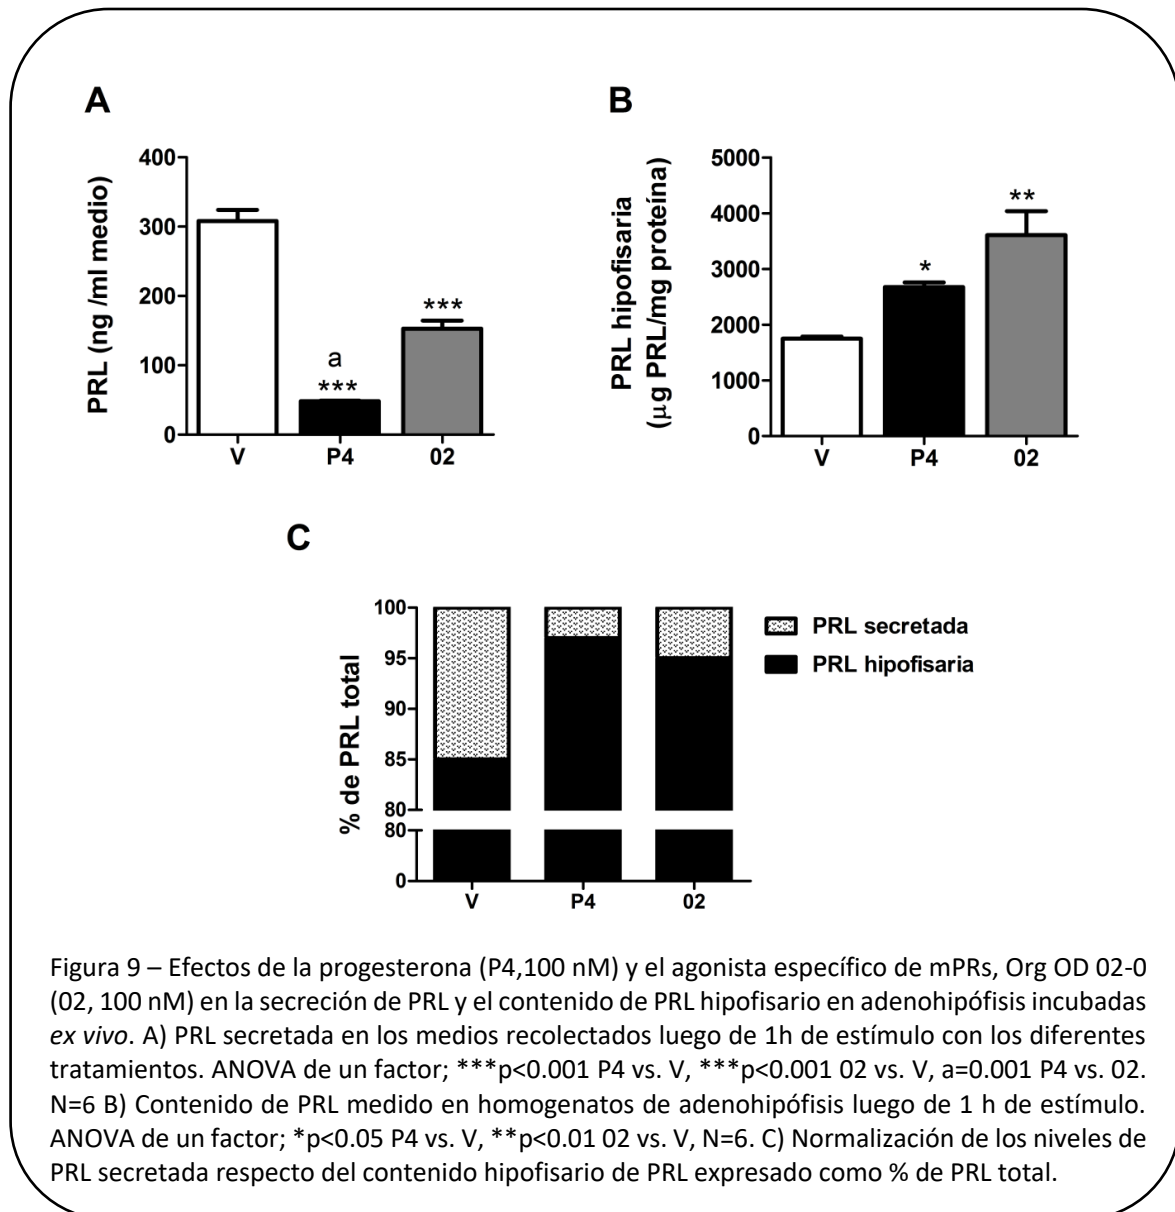 A
PRL (ng /ml medio)
400
300
200
100
0
a
***
***
V
P4
02
B
PRL hipofisaria
(μg PRL/mg proteína)
5000
4000
3000
2000
1000
0
*
**
V
P4
02
C
% de PRL total
100
95
90
85
80
80
0
V
P4
02
PRL secretada
PRL hipofisaria
Figura 9 – Efectos de la progesterona (P4,100 nM) y el agonista específico de mPRs, Org OD 02-0
(02, 100 nM) en la secreción de PRL y el contenido de PRL hipofisario en adenohipófisis incubadas
ex vivo. A) PRL secretada en los medios recolectados luego de 1h de estímulo con los diferentes
tratamientos. ANOVA de un factor; ***p<0.001 P4 vs. V, ***p<0.001 02 vs. V, a=0.001 P4 vs. 02.
N=6 B) Contenido de PRL medido en homogenatos de adenohipófisis luego de 1 h de estímulo.
ANOVA de un factor; *p<0.05 P4 vs. V, **p<0.01 02 vs. V, N=6. C) Normalización de los niveles de
PRL secretada respecto del contenido hipofisario de PRL expresado como % de PRL total.